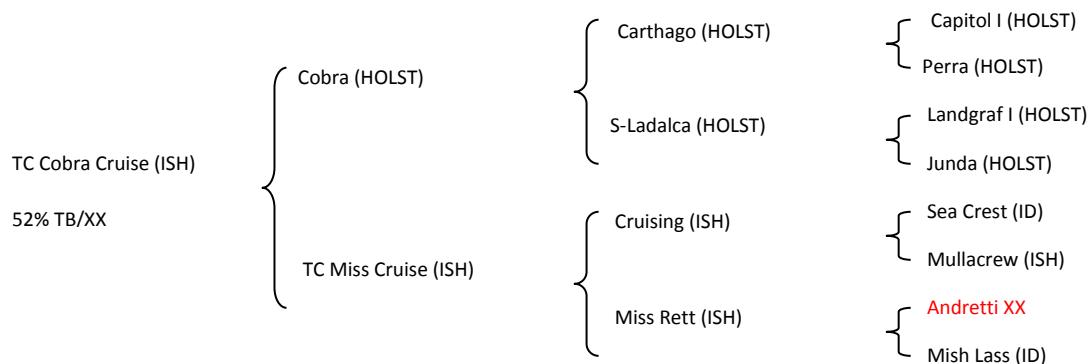 TC Cobra Cruise (ISH)
52% TB/XX
Cobra (HOLST)
TC Miss Cruise (ISH)
Carthago (HOLST)
S-Ladalca (HOLST)
Cruising (ISH)
Miss Rett (ISH)
Capitol I (HOLST)
Perra (HOLST)
Landgraf I (HOLST)
Junda (HOLST)
Sea Crest (ID)
Mullacrew (ISH)
Andretti XX
Mish Lass (ID)